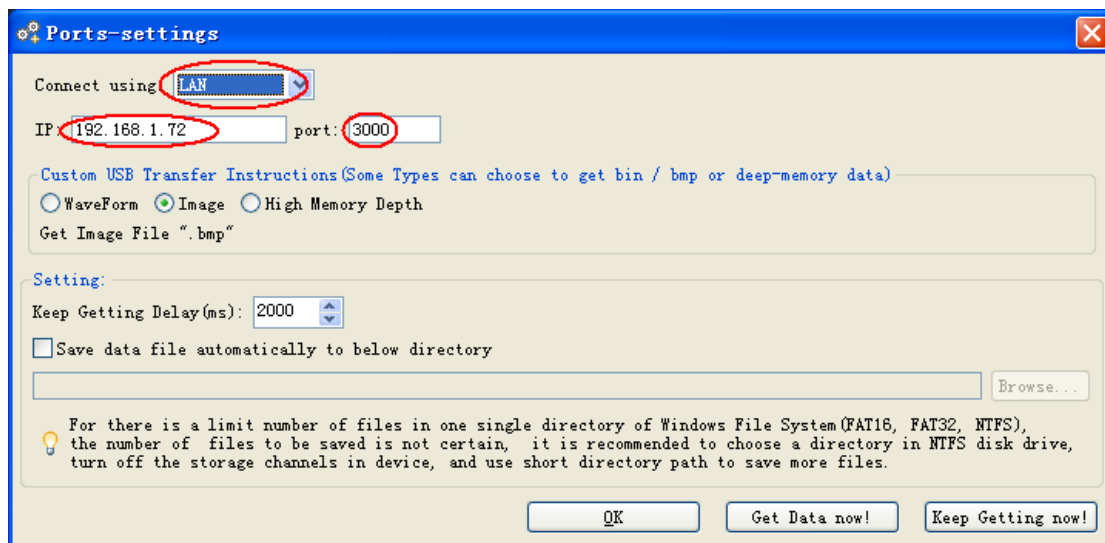 Ports-settings
Connect using: LAN
IP: 192.168.1.72 port: 3000
Custom USB Transfer Instructions(Some Types can choose to get bin / bmp or deep-memory data)
WaveForm Image High Memory Depth
Get Image File ".bmp"
Setting:
Keep Getting Delay(ms): 2000
Save data file automatically to below directory
Browse...
For there is a limit number of files in one single directory of Windows File System(FAT16, FAT32, NTFS),
the number of files to be saved is not certain, it is recommended to choose a directory in NTFS disk drive,
turn off the storage channels in device, and use short directory path to save more files.
OK Get Data now! Keep Getting now!